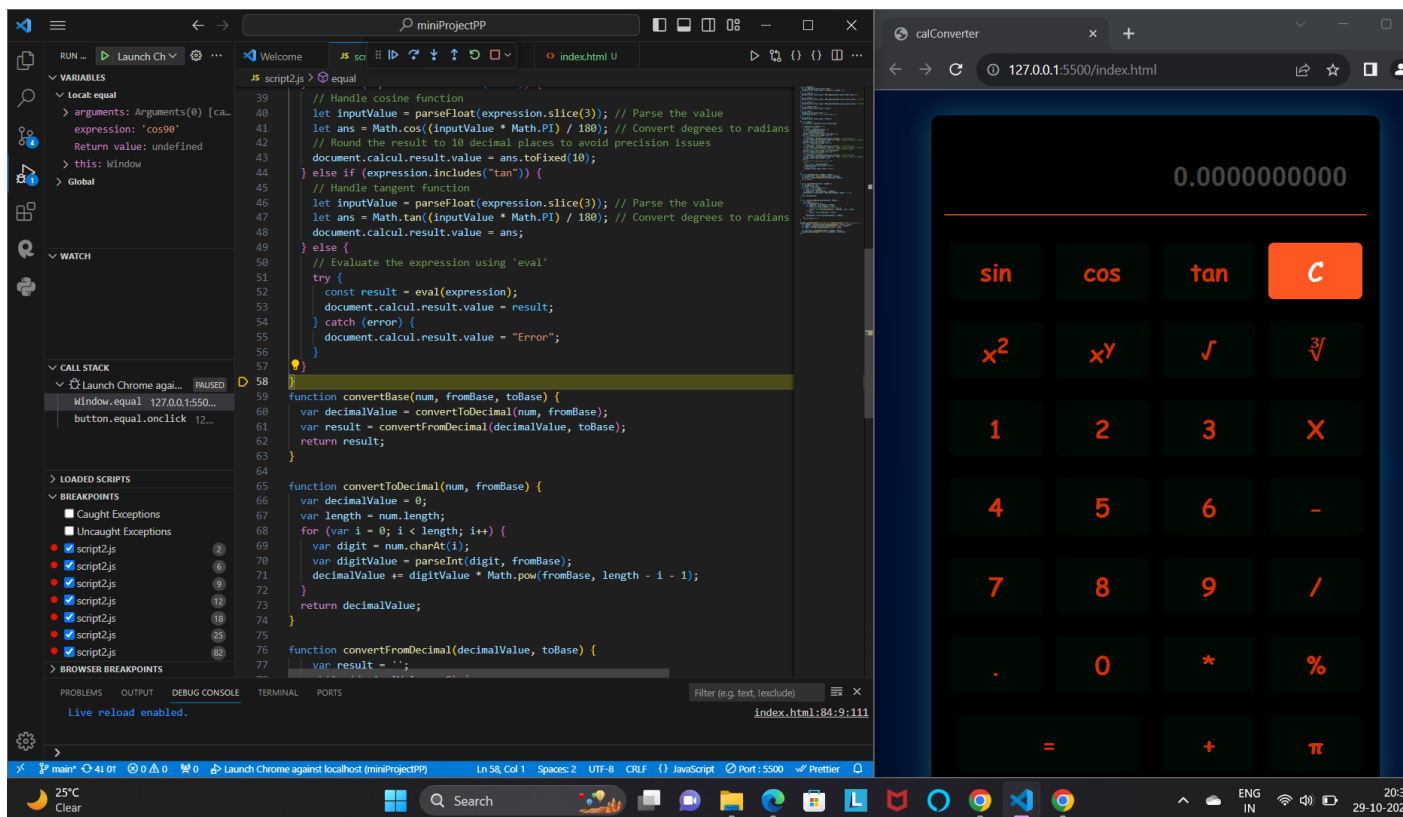 miniProjectPP
RUN ...
Launch Ch
Welcome
JS scr
index.html U
JS script2.js > equal
VARIABLES
Local: equal
arguments: Arguments(0) [ca…
expression: 'cos90'
Return value: undefined
this: Window
Global
WATCH
CALL STACK
Launch Chrome agai... PAUSED
Window.equal 127.0.0.1:550...
button.equal.onclick 12...
LOADED SCRIPTS
BREAKPOINTS
Caught Exceptions
Uncaught Exceptions
script2.js 2
script2.js 6
script2.js 9
script2.js 12
script2.js 18
script2.js 25
script2.js 82
BROWSER BREAKPOINTS
39 // Handle cosine function
40 let inputValue = parseFloat(expression.slice(3)); // Parse the value
41 let ans = Math.cos((inputValue * Math.PI) / 180); // Convert degrees to radians
42 // Round the result to 10 decimal places to avoid precision issues
43 document.calcul.result.value = ans.toFixed(10);
44 } else if (expression.includes("tan")) {
45 // Handle tangent function
46 let inputValue = parseFloat(expression.slice(3)); // Parse the value
47 let ans = Math.tan((inputValue * Math.PI) / 180); // Convert degrees to radians
48 document.calcul.result.value = ans;
49 } else {
50 // Evaluate the expression using 'eval'
51 try {
52 const result = eval(expression);
53 document.calcul.result.value = result;
54 } catch (error) {
55 document.calcul.result.value = "Error";
56 }
57 }
58 }
59 function convertBase(num, fromBase, toBase) {
60 var decimalValue = convertToDecimal(num, fromBase);
61 var result = convertFromDecimal(decimalValue, toBase);
62 return result;
63 }
64
65 function convertToDecimal(num, fromBase) {
66 var decimalValue = 0;
67 var length = num.length;
68 for (var i = 0; i < length; i++) {
69 var digit = num.charAt(i);
70 var digitValue = parseInt(digit, fromBase);
71 decimalValue += digitValue * Math.pow(fromBase, length - i - 1);
72 }
73 return decimalValue;
74 }
75
76 function convertFromDecimal(decimalValue, toBase) {
77 var result = '';
PROBLEMS OUTPUT DEBUG CONSOLE TERMINAL PORTS
Filter (e.g. text, !exclude)
Live reload enabled.
index.html:84:9:111
main* 4↓ 0↑ 0 0 0 Launch Chrome against localhost (miniProjectPP)
Ln 58, Col 1 Spaces: 2 UTF-8 CRLF {} JavaScript Port : 5500 Prettier
calConverter
127.0.0.1:5500/index.html
0.0000000000
sin cos tan C
x² xʸ √ ∛
1 2 3 X
4 5 6 -
7 8 9 /
. 0 * %
= + π
25°C
Clear
Search
ENG
IN
20:3
29-10-202